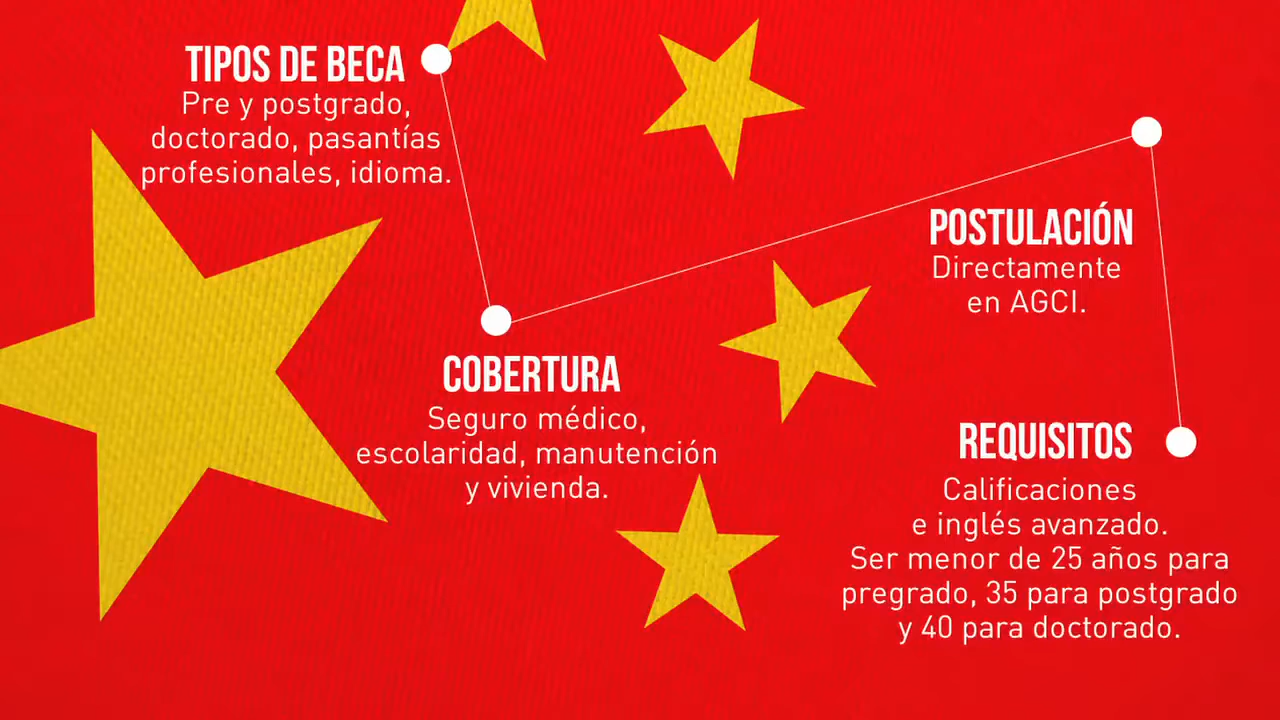 TIPOS DE BECA
Pre y postgrado,
doctorado, pasantías
profesionales, idioma.
COBERTURA
Seguro médico,
escolaridad, manutención
y vivienda.
POSTULACIÓN
Directamente
en AGCI.
REQUISITOS
Calificaciones
e inglés avanzado.
Ser menor de 25 años para
pregrado, 35 para postgrado
y 40 para doctorado.